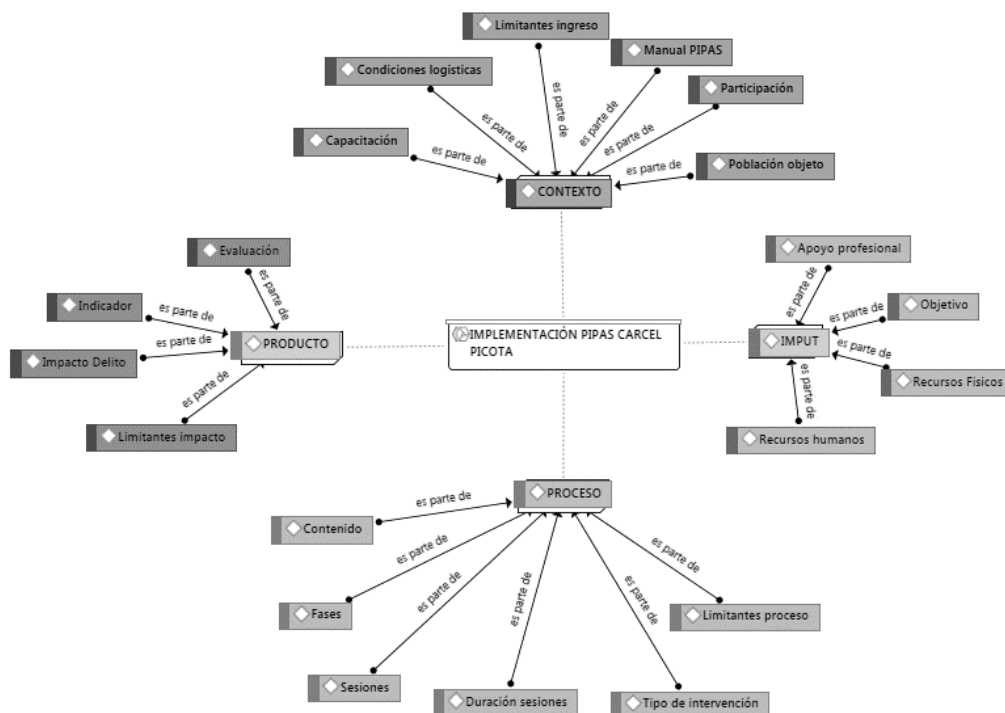 Limitantes ingreso
Manual PIPAS
Condiciones logísticas
Participación
es parte de
es parte de
es parte de
es parte de
Capacitación
es parte de
es parte de
Población objeto
CONTEXTO
Evaluación
Apoyo profesional
es parte de
es parte de
Indicador
es parte de
Objetivo
es parte de
PRODUCTO
IMPLEMENTACIÓN PIPAS CARCEL
PICOTA
IMPUT
es parte de
Impacto Delito
es parte de
es parte de
Recursos Físicos
es parte de
Limitantes impacto
Recursos humanos
PROCESO
es parte de
Contenido
es parte de
es parte de
es parte de
es parte de
es parte de
Fases
Limitantes proceso
Sesiones
Duración sesiones
Tipo de intervención